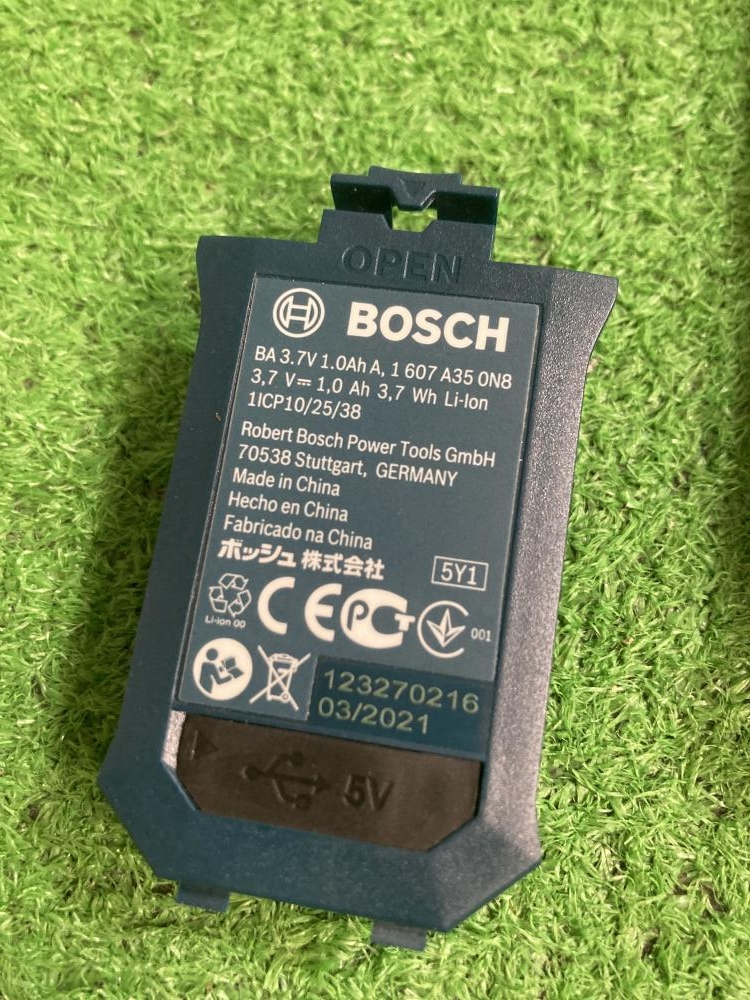 OPEN
BOSCH
BA 3.7V 1.0Ah A, 1 607 A35 0N8
3,7 V⎓ 1,0 Ah 3,7 Wh Li-Ion
1ICP10/25/38
Robert Bosch Power Tools GmbH
70538 Stuttgart, GERMANY
Made in China
Hecho en China
Fabricado na China
ボッシュ 株式会社
5Y1
Li-ion 00
CE
PCT
001
123270216
03/2021
5V